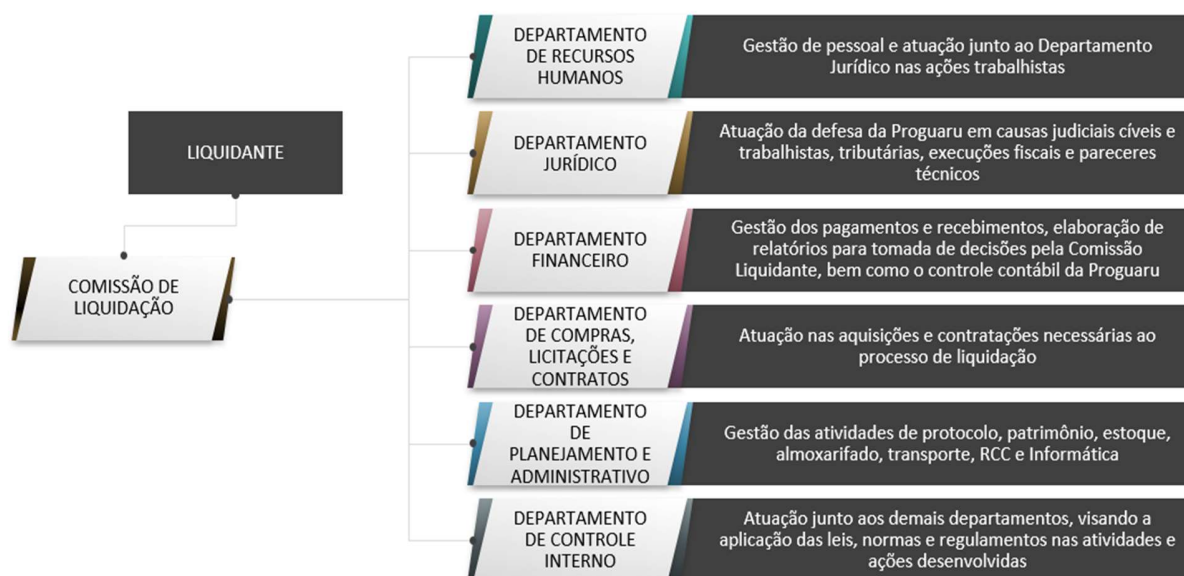 LIQUIDANTE
COMISSÃO DE
LIQUIDAÇÃO
DEPARTAMENTO
DE RECURSOS
HUMANOS
Gestão de pessoal e atuação junto ao Departamento
Jurídico nas ações trabalhistas
DEPARTAMENTO
JURÍDICO
Atuação da defesa da Proguaru em causas judiciais cíveis e
trabalhistas, tributárias, execuções fiscais e pareceres
técnicos
DEPARTAMENTO
FINANCEIRO
Gestão dos pagamentos e recebimentos, elaboração de
relatórios para tomada de decisões pela Comissão
Liquidante, bem como o controle contábil da Proguaru
DEPARTAMENTO
DE COMPRAS,
LICITAÇÕES E
CONTRATOS
Atuação nas aquisições e contratações necessárias ao
processo de liquidação
DEPARTAMENTO
DE
PLANEJAMENTO E
ADMINISTRATIVO
Gestão das atividades de protocolo, patrimônio, estoque,
almoxarifado, transporte, RCC e Informática
DEPARTAMENTO
DE CONTROLE
INTERNO
Atuação junto aos demais departamentos, visando a
aplicação das leis, normas e regulamentos nas atividades e
ações desenvolvidas